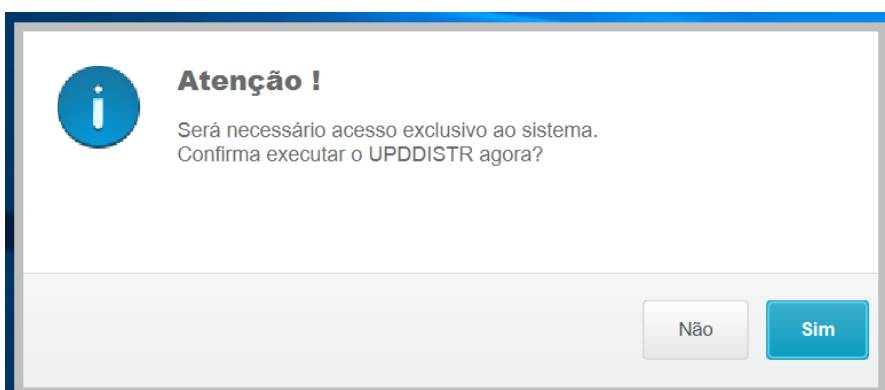 Atenção !
Será necessário acesso exclusivo ao sistema.
Confirma executar o UPDDISTR agora?
Não
Sim